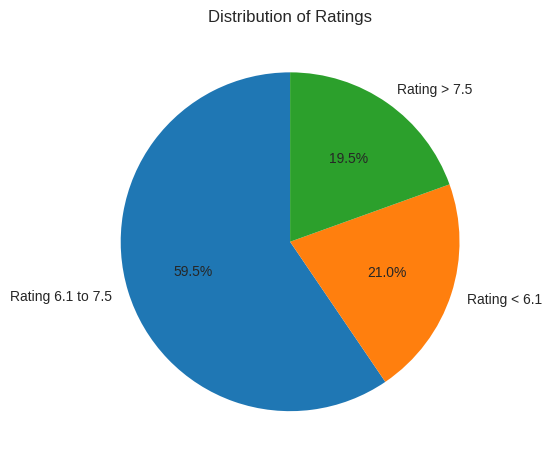 Distribution of Ratings
Rating > 7.5
19.5%
59.5%
21.0%
Rating 6.1 to 7.5
Rating < 6.1